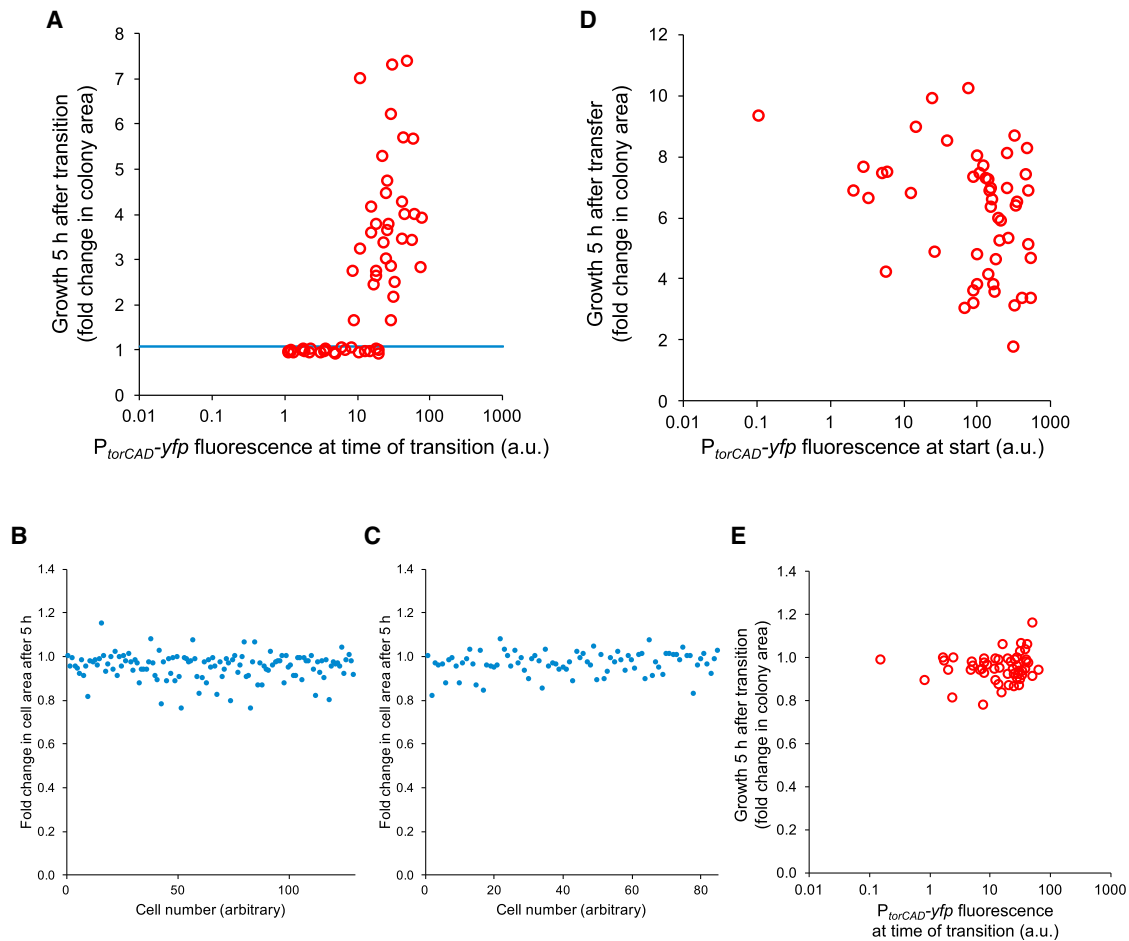 A
Growth 5 h after transition
(fold change in colony area)
8
7
6
5
4
3
2
1
0
0.01 0.1 1 10 100 1000
PtorCAD-yfp fluorescence at time of transition (a.u.)
D
Growth 5 h after transfer
(fold change in colony area)
12
10
8
6
4
2
0
0.01 0.1 1 10 100 1000
PtorCAD-yfp fluorescence at start (a.u.)
B
Fold change in cell area after 5 h
1.4
1.2
1.0
0.8
0.6
0.4
0.2
0.0
0 50 100
Cell number (arbitrary)
C
Fold change in cell area after 5 h
1.4
1.2
1.0
0.8
0.6
0.4
0.2
0.0
0 20 40 60 80
Cell number (arbitrary)
E
Growth 5 h after transition
(fold change in colony area)
1.4
1.2
1.0
0.8
0.6
0.4
0.2
0.0
0.01 0.1 1 10 100 1000
PtorCAD-yfp fluorescence
at time of transition (a.u.)